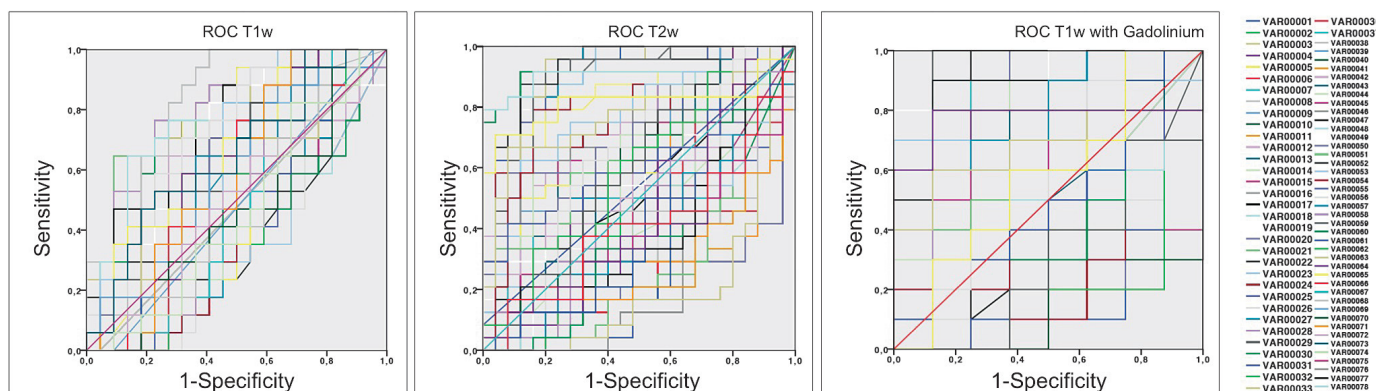 ROC T1w
1,0
0,8
0,6
0,4
0,2
0,0
0,0 0,2 0,4 0,6 0,8 1,0
Sensitivity
1-Specificity
ROC T2w
1,0
0,8
0,6
0,4
0,2
0,0
0,0 0,2 0,4 0,6 0,8 1,0
Sensitivity
1-Specificity
ROC T1w with Gadolinium
1,0
0,8
0,6
0,4
0,2
0,0
0,0 0,2 0,4 0,6 0,8 1,0
Sensitivity
1-Specificity
VAR00001
VAR00002
VAR00003
VAR00004
VAR00005
VAR00006
VAR00007
VAR00008
VAR00009
VAR00010
VAR00011
VAR00012
VAR00013
VAR00014
VAR00015
VAR00016
VAR00017
VAR00018
VAR00019
VAR00020
VAR00021
VAR00022
VAR00023
VAR00024
VAR00025
VAR00026
VAR00027
VAR00028
VAR00029
VAR00030
VAR00031
VAR00032
VAR00033
VAR00038
VAR00039
VAR00040
VAR00041
VAR00042
VAR00043
VAR00044
VAR00045
VAR00046
VAR00047
VAR00048
VAR00049
VAR00050
VAR00051
VAR00052
VAR00053
VAR00054
VAR00055
VAR00056
VAR00057
VAR00058
VAR00059
VAR00060
VAR00061
VAR00062
VAR00063
VAR00064
VAR00065
VAR00066
VAR00067
VAR00068
VAR00069
VAR00070
VAR00071
VAR00072
VAR00073
VAR00074
VAR00075
VAR00076
VAR00077
VAR00078